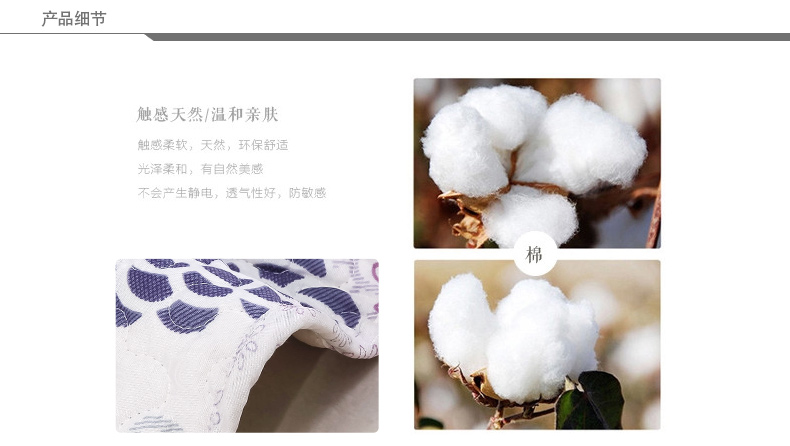 产品细节
触感天然/温和亲肤
触感柔软，天然，环保舒适
光泽柔和，有自然美感
不会产生静电，透气性好，防敏感
棉